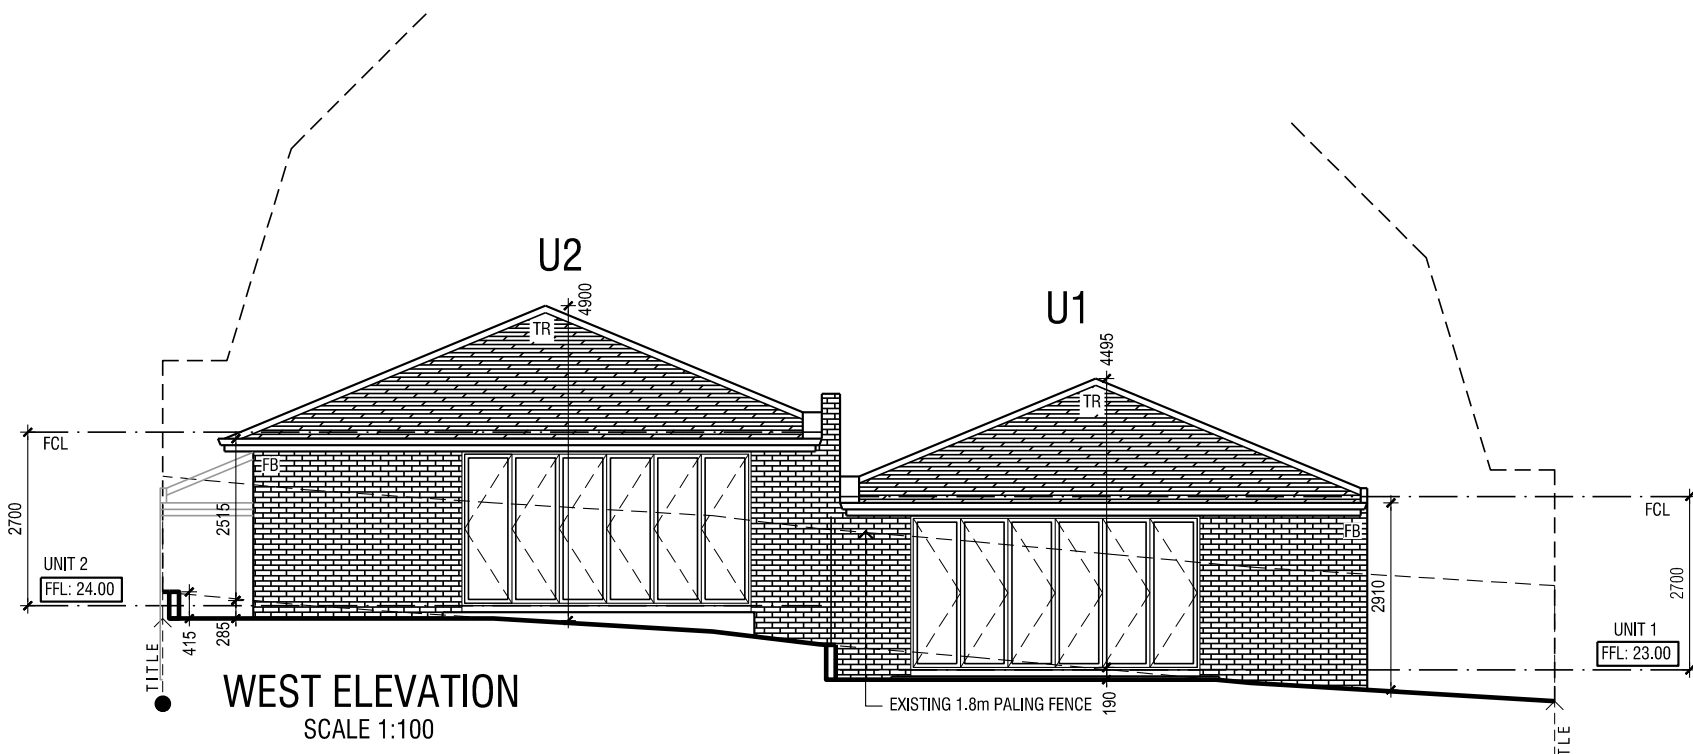 U2
4900
TR
U1
4495
TR
FCL
FB
2700
2515
UNIT 2
FFL: 24.00
415
285
TITLE
FCL
FB
2910
2700
UNIT 1
FFL: 23.00
190
EXISTING 1.8m PALING FENCE
WEST ELEVATION
SCALE 1:100
TLE